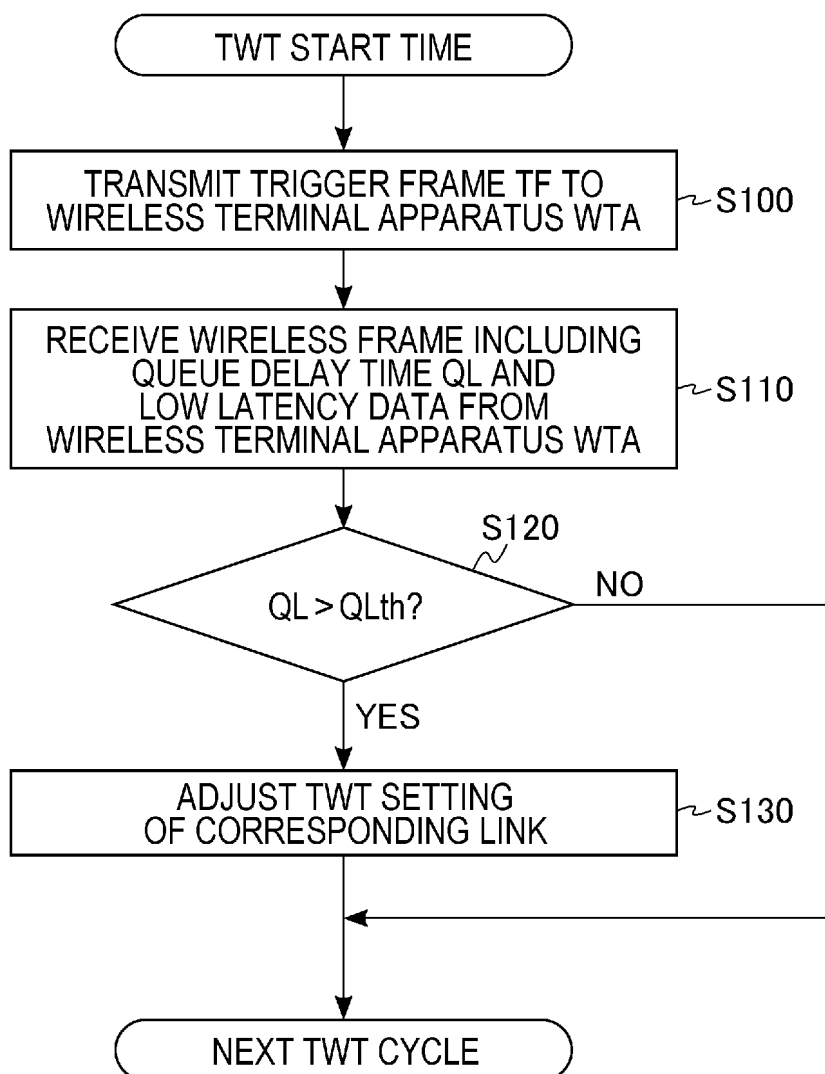 TWT START TIME
TRANSMIT TRIGGER FRAME TF TO
WIRELESS TERMINAL APPARATUS WTA
S100
RECEIVE WIRELESS FRAME INCLUDING
QUEUE DELAY TIME QL AND
LOW LATENCY DATA FROM
WIRELESS TERMINAL APPARATUS WTA
S110
S120
QL > QLth?
NO
YES
ADJUST TWT SETTING
OF CORRESPONDING LINK
S130
NEXT TWT CYCLE